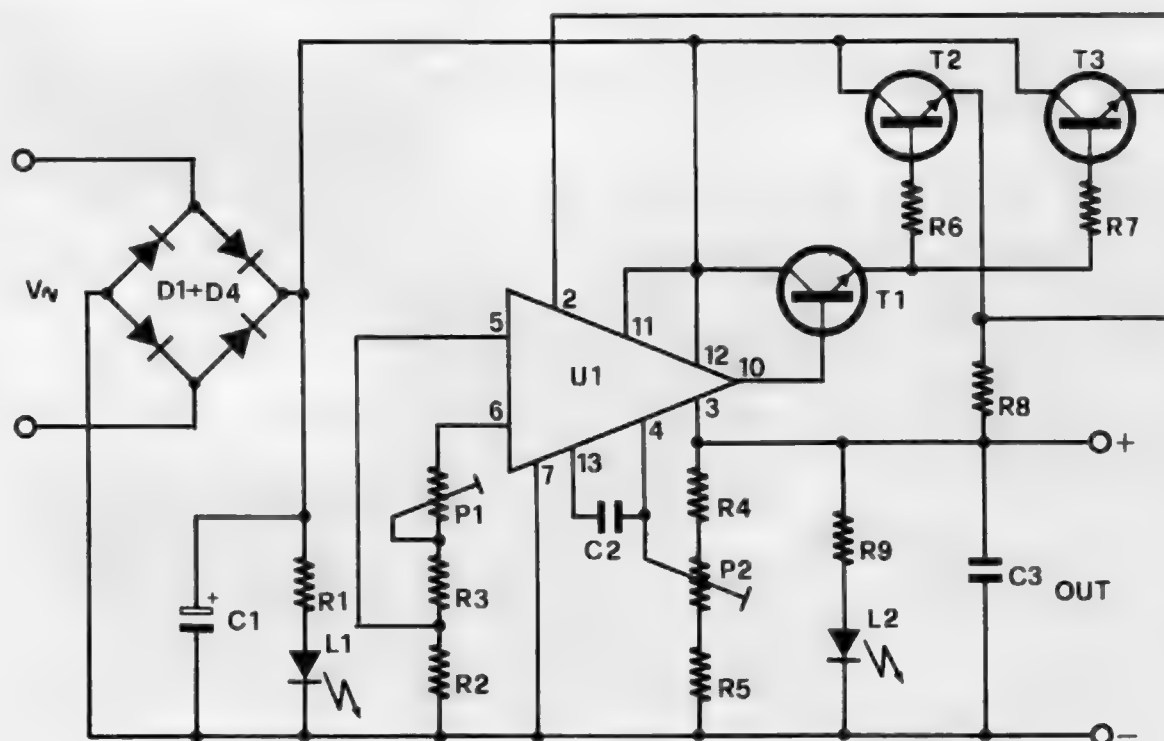 T2
T3
R6
R7
V∿
D1+D4
T1
2
5
11
12
U1
10
R8
6
3
4
+
13
7
P1
R4
C2
R9
P2
C3
OUT
R3
+
C1
R1
L2
L1
R2
R5
−